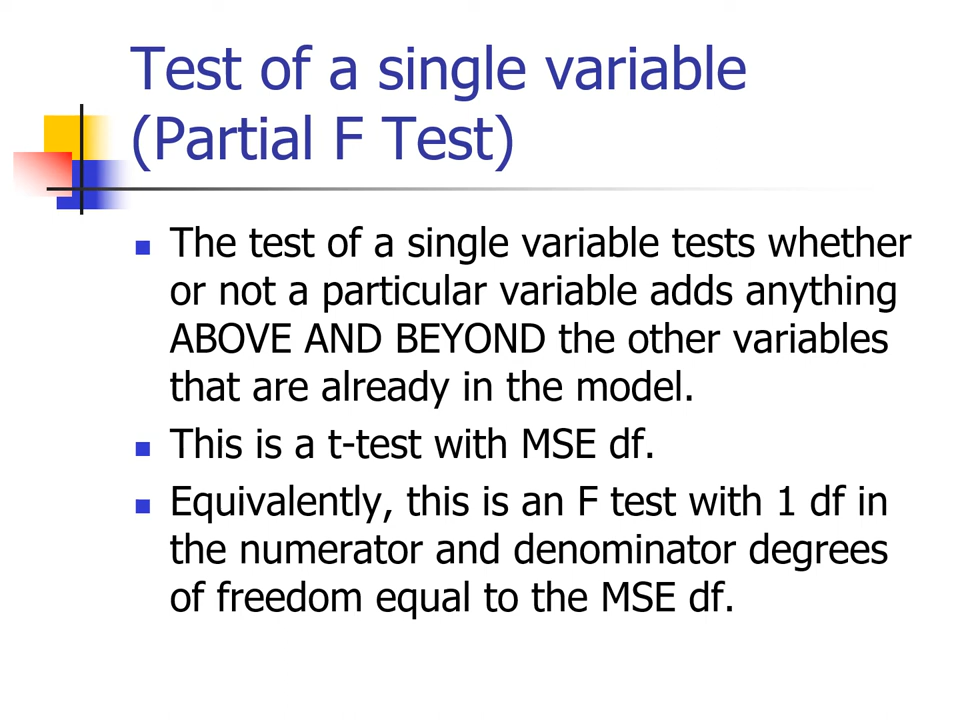 Test of a single variable
(Partial F Test)
The test of a single variable tests whether
or not a particular variable adds anything
ABOVE AND BEYOND the other variables
that are already in the model.
This is a t-test with MSE df.
Equivalently, this is an F test with 1 df in
the numerator and denominator degrees
of freedom equal to the MSE df.